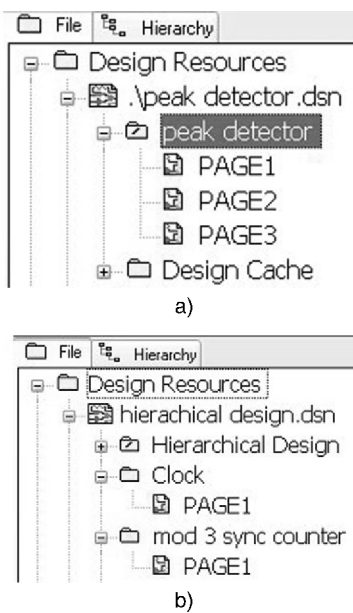 File Hierarchy
Design Resources
.\peak detector.dsn
peak detector
PAGE1
PAGE2
PAGE3
Design Cache
a)
File Hierarchy
Design Resources
hierachical design.dsn
Hierarchical Design
Clock
PAGE1
mod 3 sync counter
PAGE1
b)